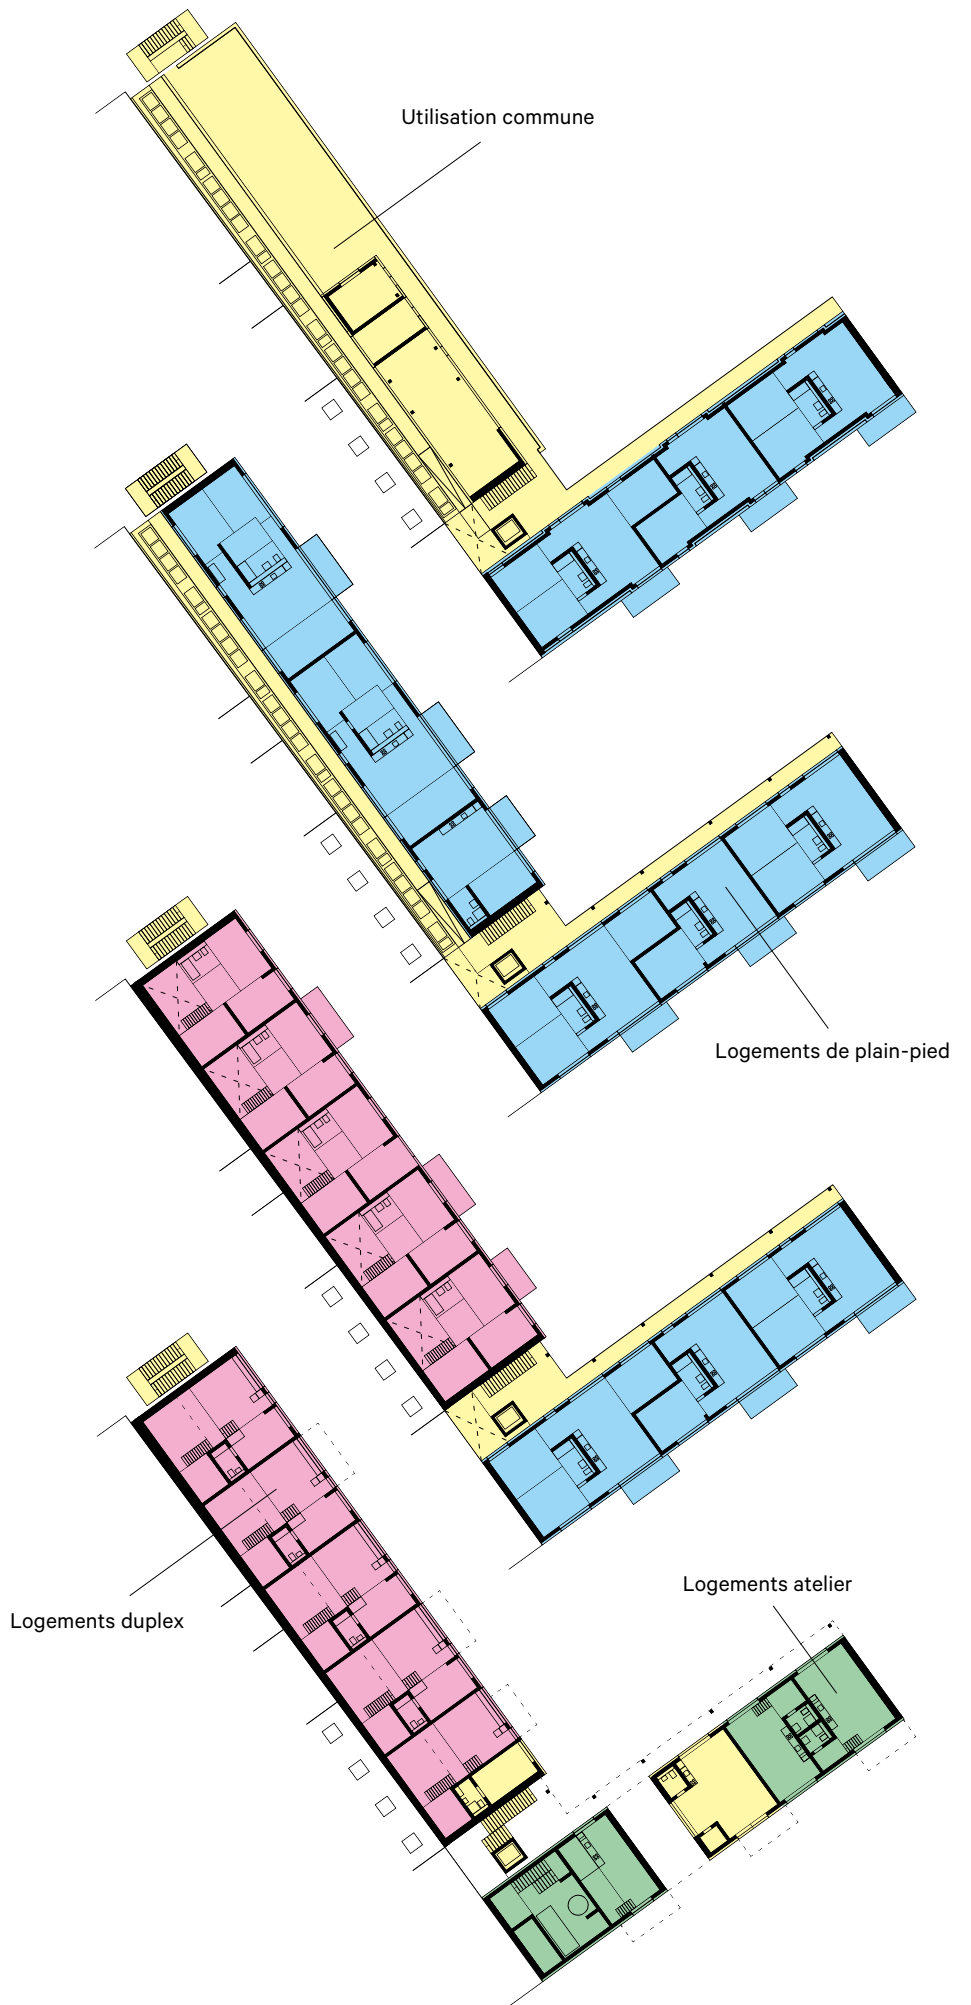 Utilisation commune
Logements de plain-pied
Logements atelier
Logements duplex